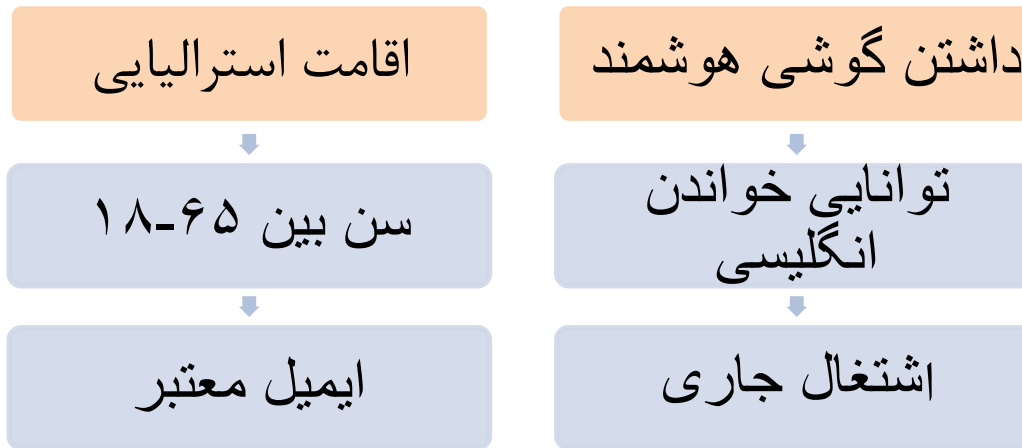 داشتن گوشی هوشمند
توانایی خواندن
انگلیسی
اشتغال جاری
اقامت استرالیایی
سن بین ۶۵-۱۸
ایمیل معتبر